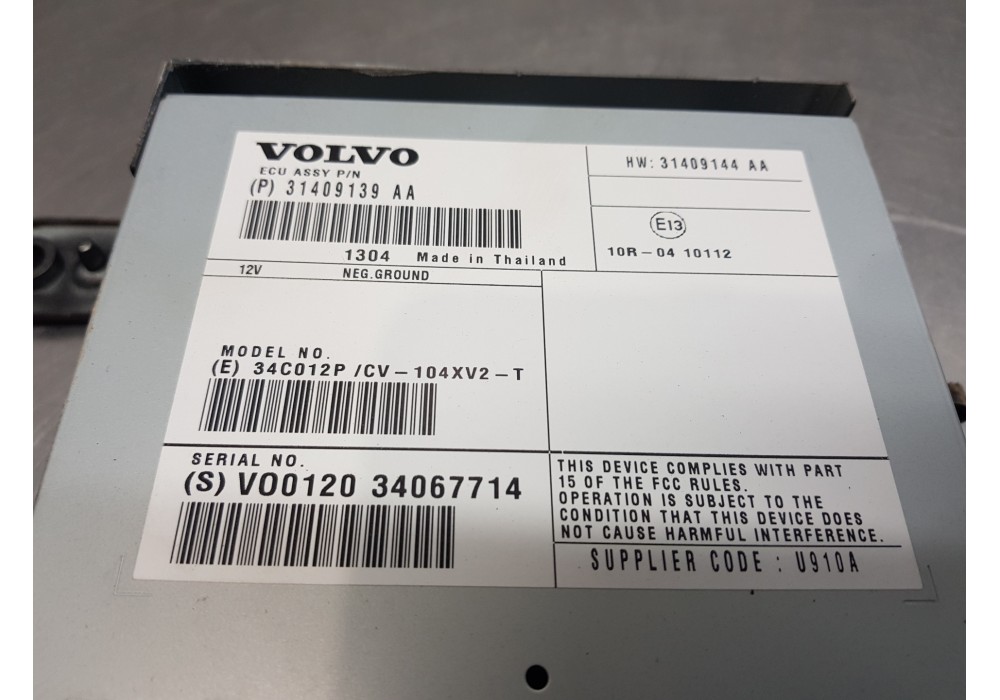 VOLVO
ECU ASSY P/N
(P) 31409139 AA
1304 Made in Thailand
HW: 31409144 AA
E13
10R-04 10112
12V NEG.GROUND
MODEL NO.
(E) 34C012P /CV-104XV2-T
SERIAL NO.
(S) VO0120 34067714
THIS DEVICE COMPLIES WITH PART
15 OF THE FCC RULES.
OPERATION IS SUBJECT TO THE
CONDITION THAT THIS DEVICE DOES
NOT CAUSE HARMFUL INTERFERENCE.
SUPPLIER CODE : U910A